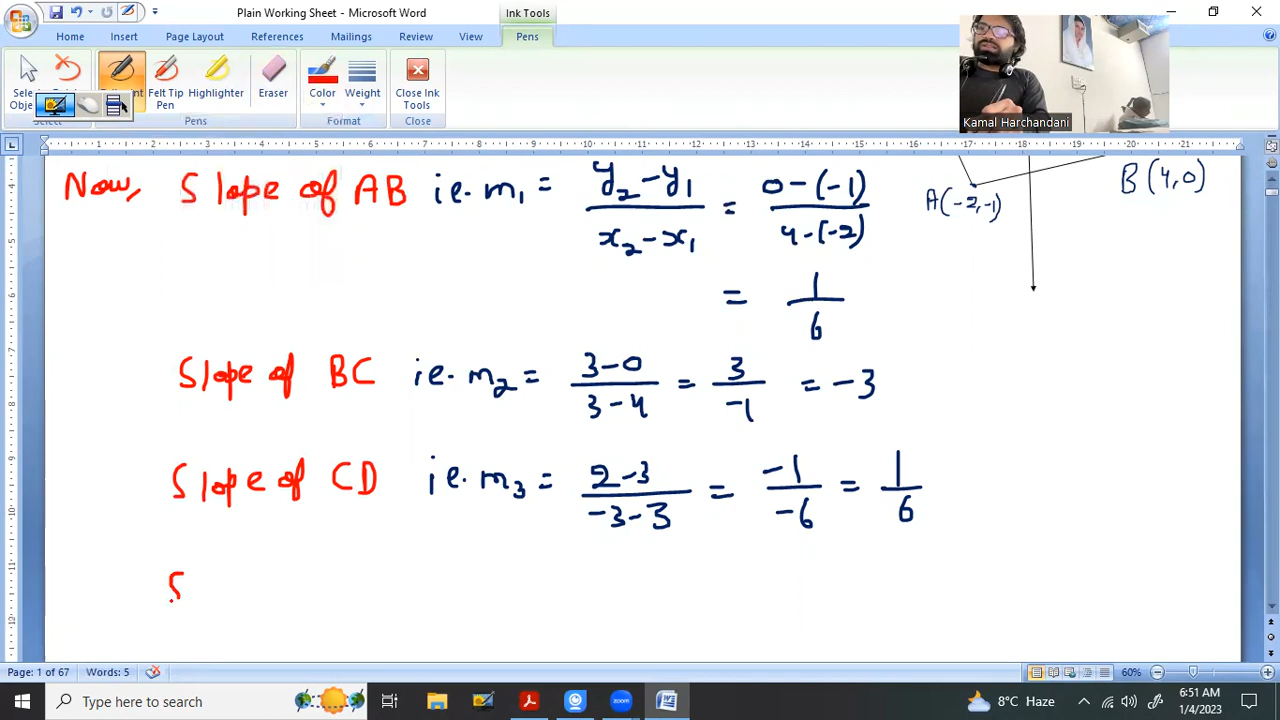 Plain Working Sheet - Microsoft Word
Ink Tools
Home Insert Page Layout References Mailings Review View Pens
Felt Tip Pen
Highlighter
Eraser
Color
Weight
Close Ink Tools
Pens
Format
Close
Kamal Harchandani
Now, Slope of AB ie. m₁ = (y₂-y₁)/(x₂-x₁) = (0-(-1))/(4-(-2))
A(-2,-1)
B(4,0)
= 1/6
Slope of BC ie. m₂ = (3-0)/(3-4) = 3/-1 = -3
Slope of CD ie. m₃ = (2-3)/(-3-3) = -1/-6 = 1/6
S
Page: 1 of 67 Words: 5 60%
Type here to search
8°C Haze
ENG
6:51 AM
1/4/2023